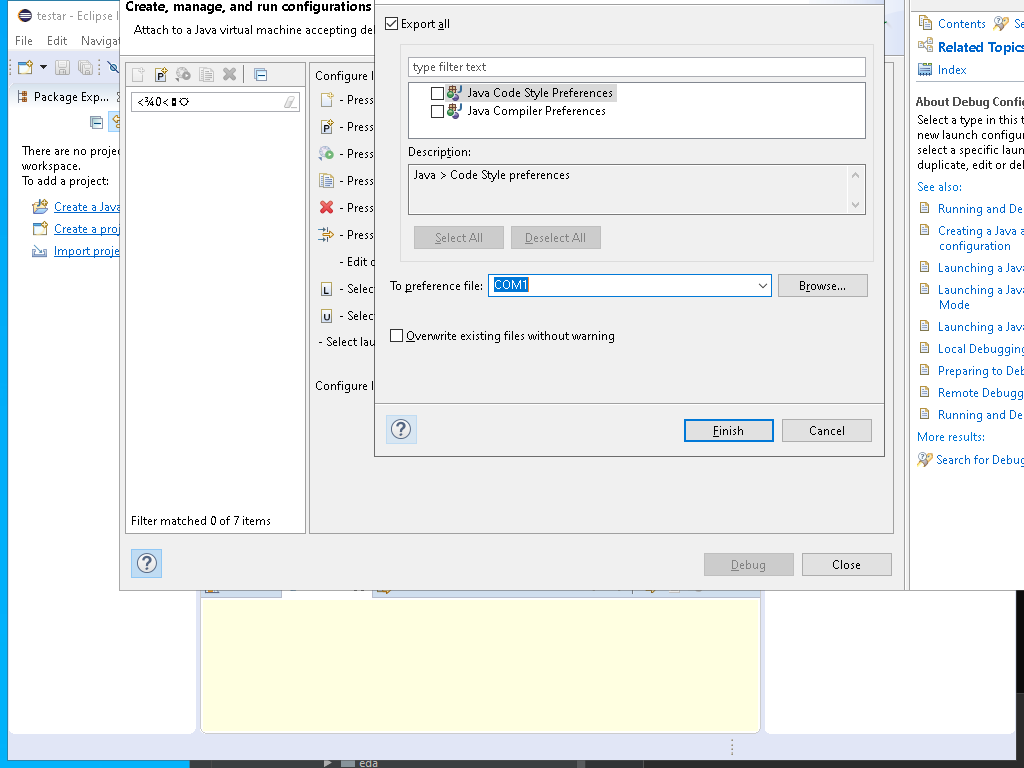 testar - Eclipse I
File Edit Navigat
Package Exp...
There are no proje
workspace.
To add a project:
Create a Java
Create a proj
Import proje
Create, manage, and run configurations
Attach to a Java virtual machine accepting de
Filter matched 0 of 7 items
Configure l
- Press
- Press
- Press
- Press
- Press
- Press
- Edit c
- Selec
- Selec
- Select lau
Configure l
Debug
Close
Export all
type filter text
Java Code Style Preferences
Java Compiler Preferences
Description:
Java > Code Style preferences
Select All
Deselect All
To preference file:
COM1
Browse...
Overwrite existing files without warning
Finish
Cancel
Contents
Se
Related Topics
Index
About Debug Config
Select a type in this t
new launch configur
select a specific laun
duplicate, edit or del
See also:
Running and De
Creating a Java a
configuration
Launching a Java
Launching a Java
Mode
Launching a Java
Local Debugging
Preparing to Deb
Remote Debugg
Running and De
More results:
Search for Debug
eda